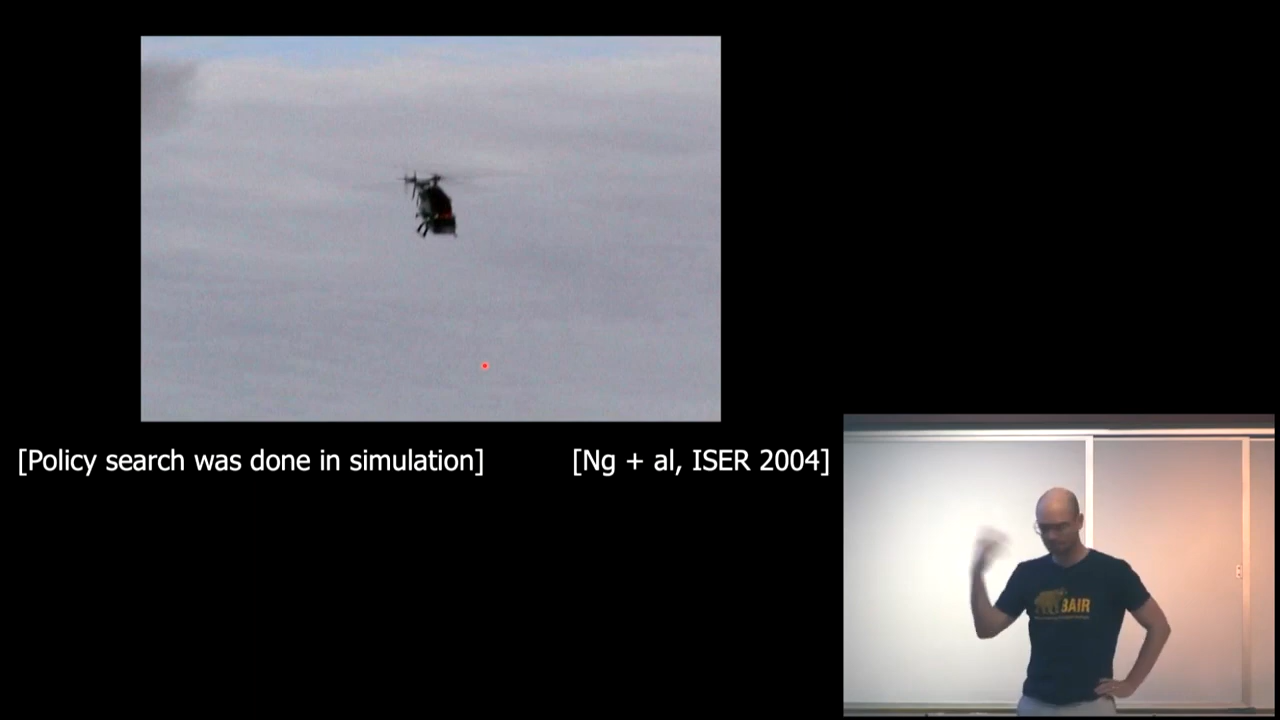 [Policy search was done in simulation]
[Ng + al, ISER 2004]
BAIR